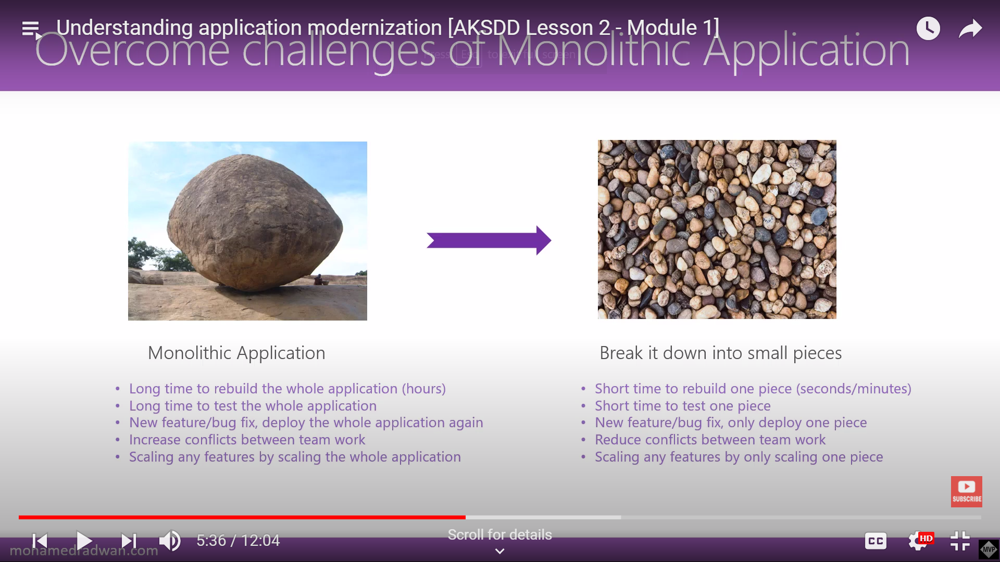 Understanding application modernization [AKSDD Lesson 2 - Module 1]
Overcome challenges of Monolithic Application
Press Esc to exit full screen
Monolithic Application
• Long time to rebuild the whole application (hours)
• Long time to test the whole application
• New feature/bug fix, deploy the whole application again
• Increase conflicts between team work
• Scaling any features by scaling the whole application
Break it down into small pieces
• Short time to rebuild one piece (seconds/minutes)
• Short time to test one piece
• New feature/bug fix, only deploy one piece
• Reduce conflicts between team work
• Scaling any features by only scaling one piece
SUBSCRIBE
5:36 / 12:04
Scroll for details
CC
HD
mohamedradwan.com
MVP